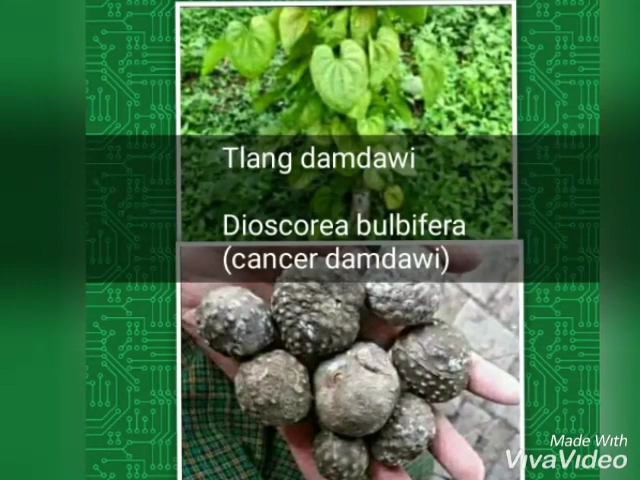 Tlang damdawi
Dioscorea bulbifera
(cancer damdawi)
Made With
VivaVideo